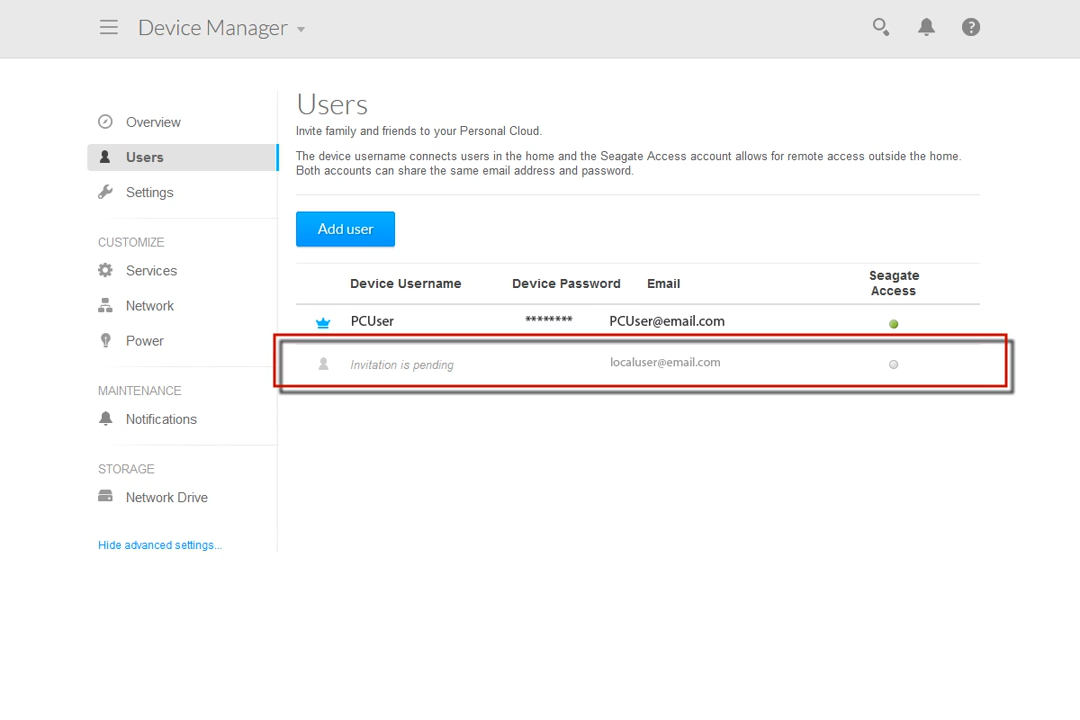 Device Manager
Overview
Users
Settings
CUSTOMIZE
Services
Network
Power
MAINTENANCE
Notifications
STORAGE
Network Drive
Hide advanced settings...
Users
Invite family and friends to your Personal Cloud.
The device username connects users in the home and the Seagate Access account allows for remote access outside the home.
Both accounts can share the same email address and password.
Add user
Device Username Device Password Email Seagate Access
PCUser ******** PCUser@email.com
Invitation is pending localuser@email.com